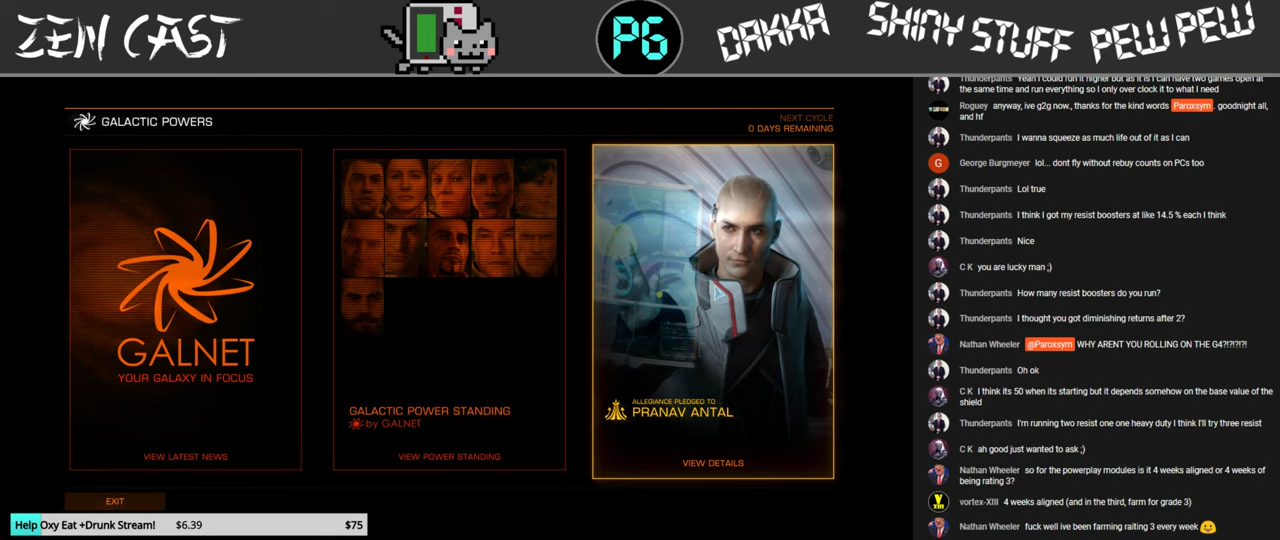 ZEN CAST
P6
DAKKA
SHINY STUFF PEW PEW
GALACTIC POWERS
NEXT CYCLE
0 DAYS REMAINING
GALNET
YOUR GALAXY IN FOCUS
VIEW LATEST NEWS
GALACTIC POWER STANDING
by GALNET
VIEW POWER STANDING
ALLEGIANCE PLEDGED TO
PRANAV ANTAL
VIEW DETAILS
EXIT
Help Oxy Eat +Drunk Stream! $6.39 $75
Thunderpants Yeah I could run it higher but as it is I can have two games open at
the same time and run everything so I only over clock it to what I need
Roguey anyway, ive g2g now., thanks for the kind words Paroxsym. goodnight all,
and hf
Thunderpants I wanna squeeze as much life out of it as I can
G George Burgmeyer lol... dont fly without rebuy counts on PCs too
Thunderpants Lol true
Thunderpants I think I got my resist boosters at like 14.5 % each I think
Thunderpants Nice
C K you are lucky man ;)
Thunderpants How many resist boosters do you run?
Thunderpants I thought you got diminishing returns after 2?
Nathan Wheeler @Paroxsym WHY ARENT YOU ROLLING ON THE G4?!?!?!?!
Thunderpants Oh ok
C K I think its 50 when its starting but it depends somehow on the base value of the
shield
Thunderpants I'm running two resist one one heavy duty I think I'll try three resist
C K ah good just wanted to ask ;)
Nathan Wheeler so for the powerplay modules is it 4 weeks aligned or 4 weeks of
being rating 3?
vortex-XIII 4 weeks aligned (and in the third, farm for grade 3)
Nathan Wheeler fuck well ive been farming raiting 3 every week